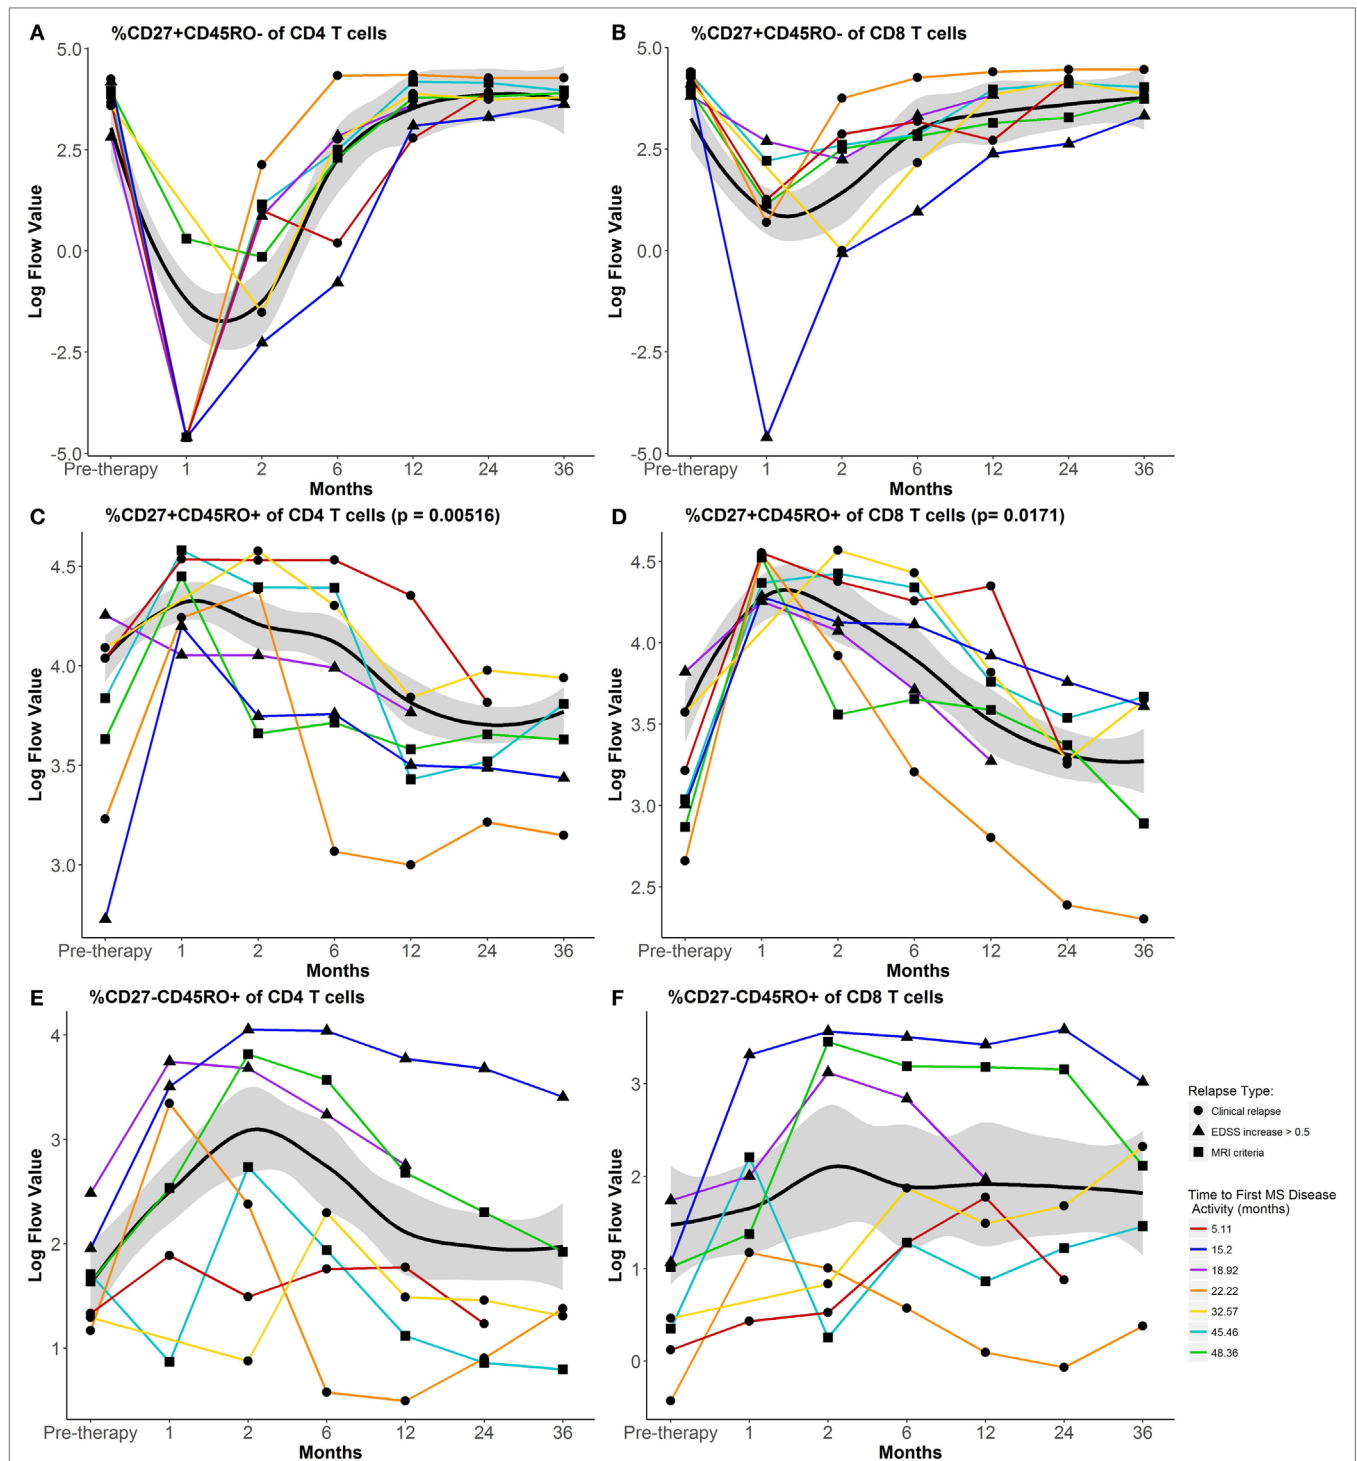 A %CD27+CD45RO- of CD4 T cells
5.0
2.5
0.0
-2.5
-5.0
Log Flow Value
Pre-therapy 1 2 6 12 24 36
Months
B %CD27+CD45RO- of CD8 T cells
5.0
2.5
0.0
-2.5
-5.0
Log Flow Value
Pre-therapy 1 2 6 12 24 36
Months
C %CD27+CD45RO+ of CD4 T cells (p = 0.00516)
4.5
4.0
3.5
3.0
Log Flow Value
Pre-therapy 1 2 6 12 24 36
Months
D %CD27+CD45RO+ of CD8 T cells (p= 0.0171)
4.5
4.0
3.5
3.0
2.5
Log Flow Value
Pre-therapy 1 2 6 12 24 36
Months
E %CD27-CD45RO+ of CD4 T cells
4
3
2
1
Log Flow Value
Pre-therapy 1 2 6 12 24 36
Months
F %CD27-CD45RO+ of CD8 T cells
3
2
1
0
Log Flow Value
Pre-therapy 1 2 6 12 24 36
Months
Relapse Type:
Clinical relapse
EDSS increase > 0.5
MRI criteria
Time to First MS Disease
Activity (months)
5.11
15.2
18.92
22.22
32.57
45.46
48.36